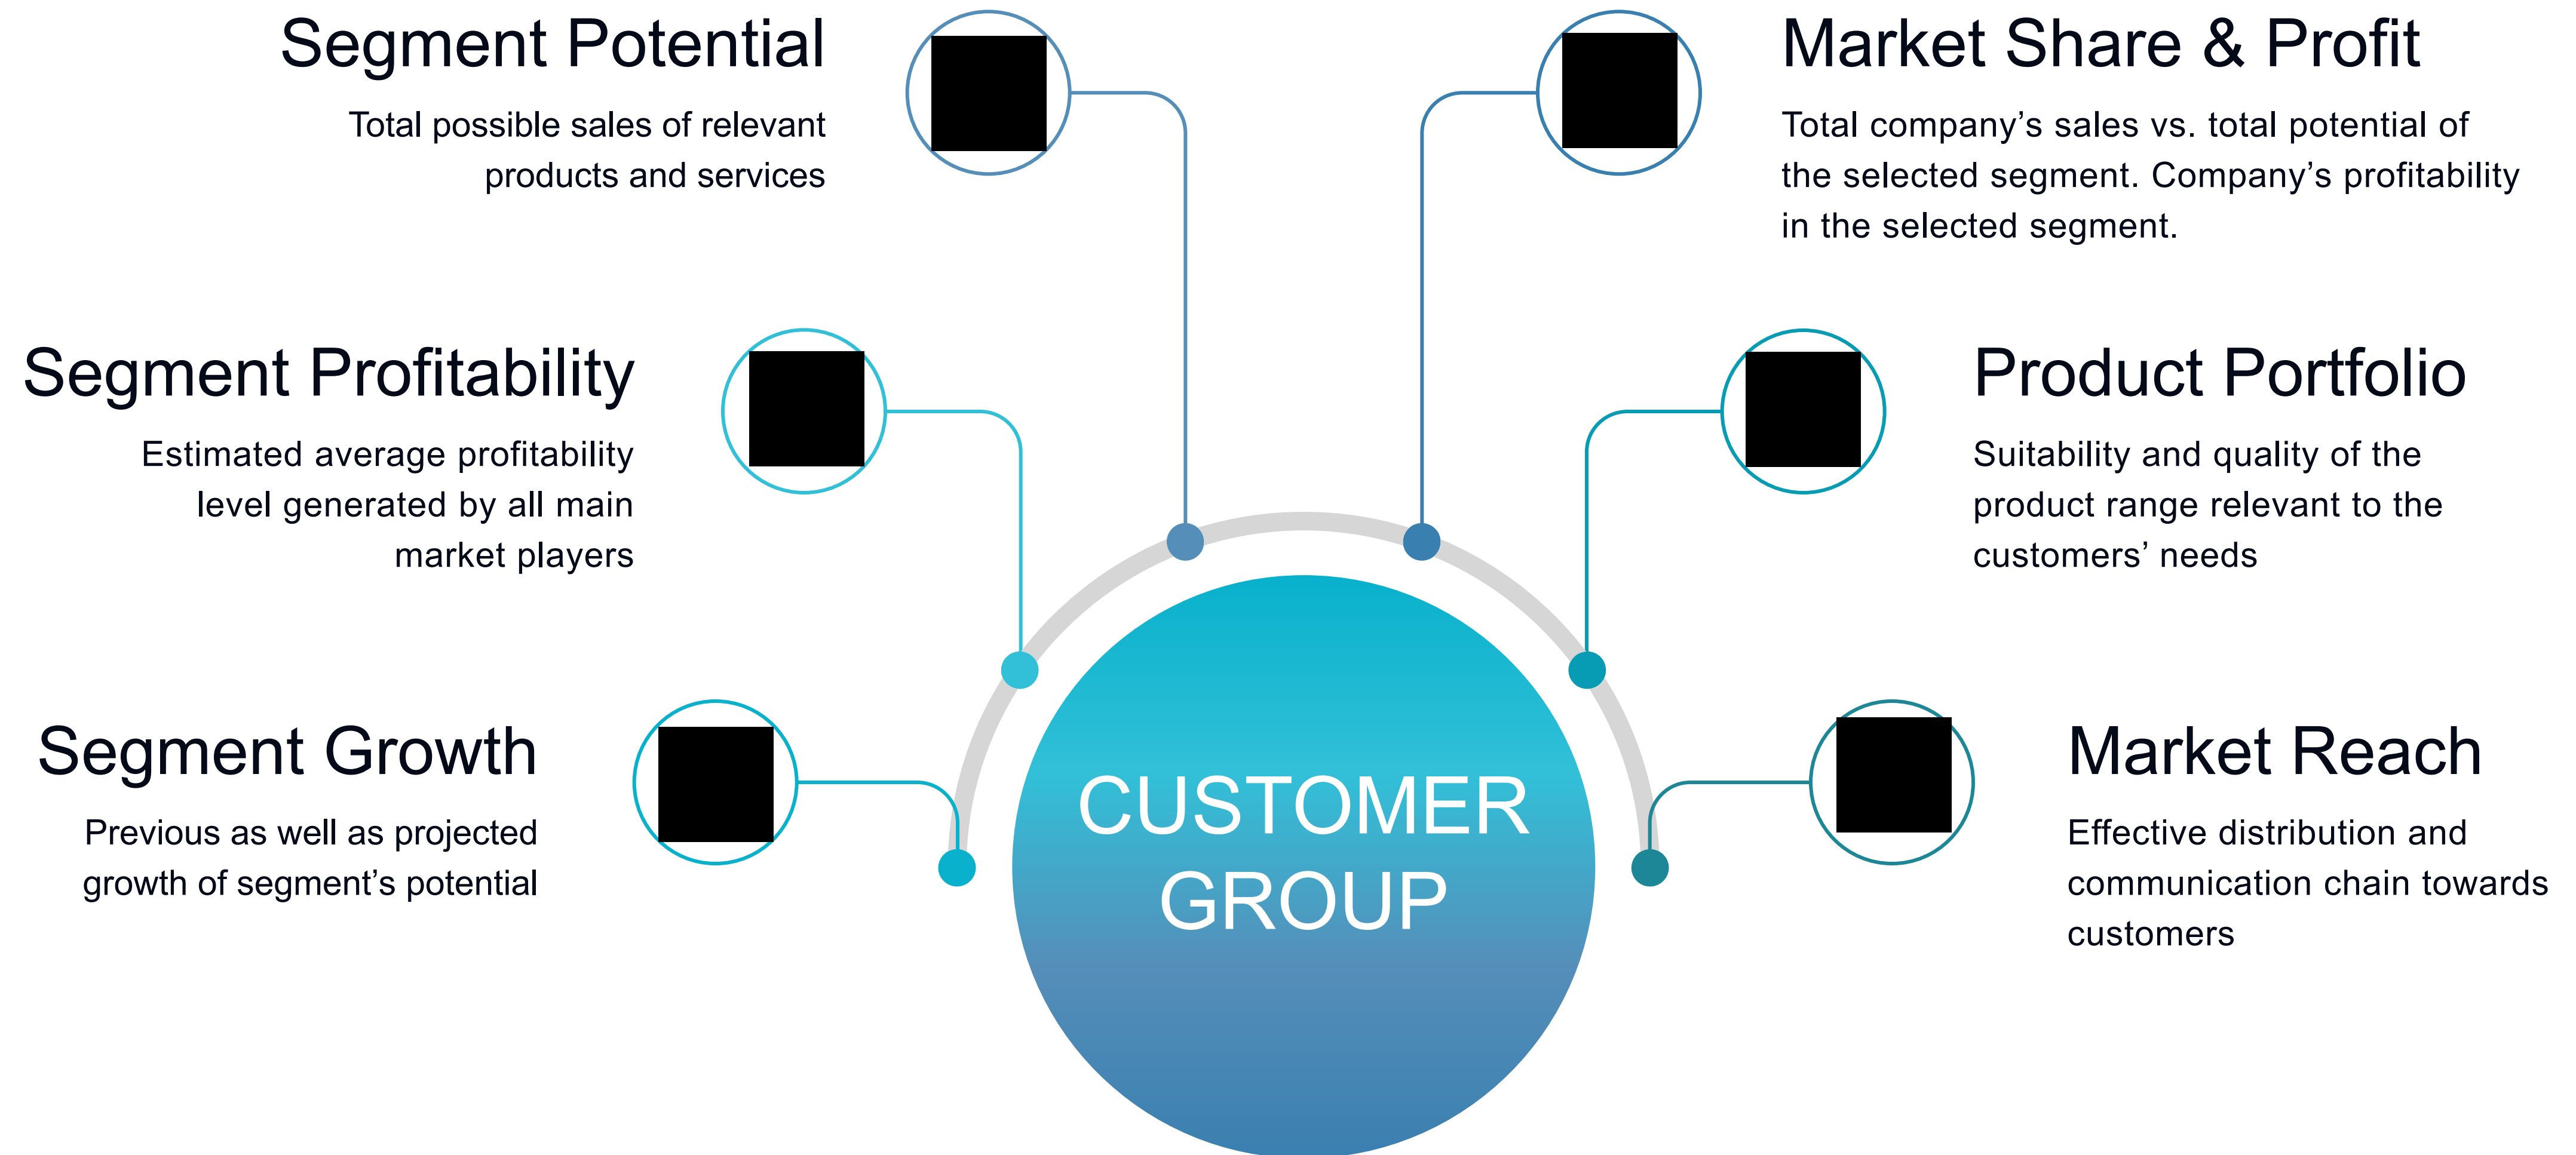 Segment Potential
Total possible sales of relevant
products and services
Segment Profitability
Estimated average profitability
level generated by all main
market players
Segment Growth
Previous as well as projected
growth of segment’s potential
CUSTOMER
GROUP
Market Share & Profit
Total company’s sales vs. total potential of
the selected segment. Company’s profitability
in the selected segment.
Product Portfolio
Suitability and quality of the
product range relevant to the
customers’ needs
Market Reach
Effective distribution and
communication chain towards
customers